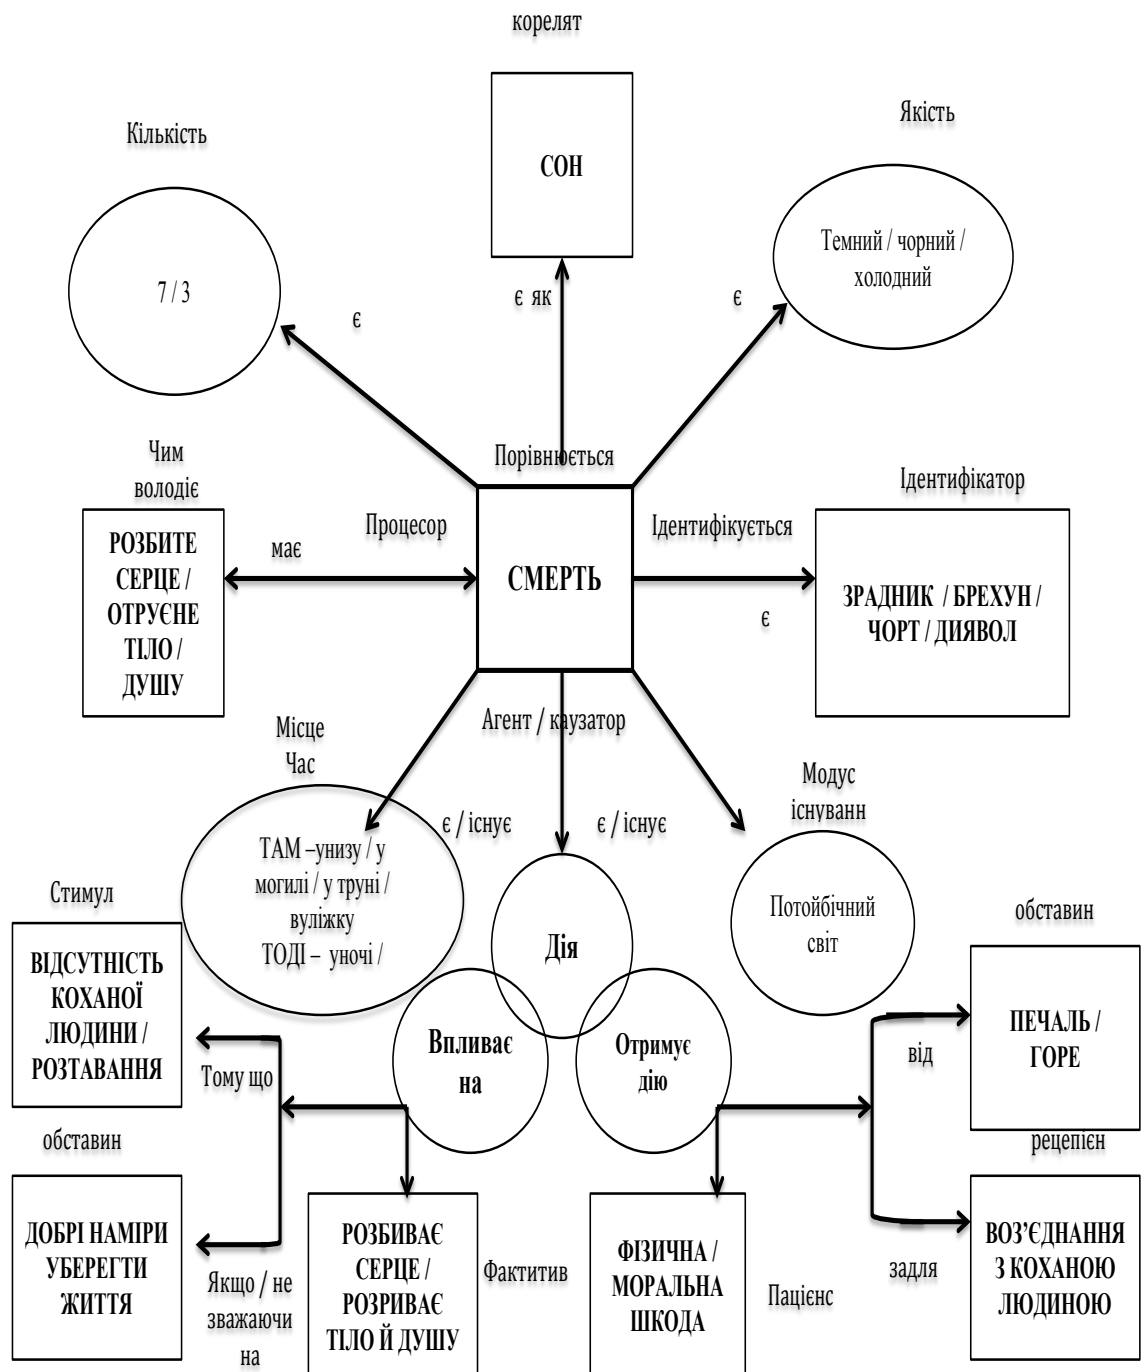 корелят
Кількість
Якість
СОН
Темний / чорний /
холодний
7 / 3
є як
є
є
Порівнюється
Чим
володіє
Процесор
Ідентифікується
Ідентифікатор
РОЗБИТЕ
СЕРЦЕ /
ОТРУЄНЕ
ТІЛО /
ДУШУ
має
СМЕРТЬ
є
ЗРАДНИК / БРЕХУН /
ЧОРТ / ДИЯВОЛ
Місце
Час
Агент / каузатор
Модус
існуванн
є / існує
є / існує
ТАМ –унизу / у
могилі / у труні /
вуліжку
ТОДІ – уночі /
Дія
Потойбічний
світ
Стимул
ВІДСУТНІСТЬ
КОХАНОЇ
ЛЮДИНИ /
РОЗТАВАННЯ
обставин
ПЕЧАЛЬ /
ГОРЕ
Впливає
на
Отримує
дію
від
Тому що
обставин
рецепієн
ДОБРІ НАМІРИ
УБЕРЕГТИ
ЖИТТЯ
Якщо / не
зважаючи
на
РОЗБИВАЄ
СЕРЦЕ /
РОЗРИВАЄ
ТІЛО Й ДУШУ
Фактитив
ФІЗИЧНА /
МОРАЛЬНА
ШКОДА
Пацієнс
задля
ВОЗ’ЄДНАННЯ
З КОХАНОЮ
ЛЮДИНОЮ